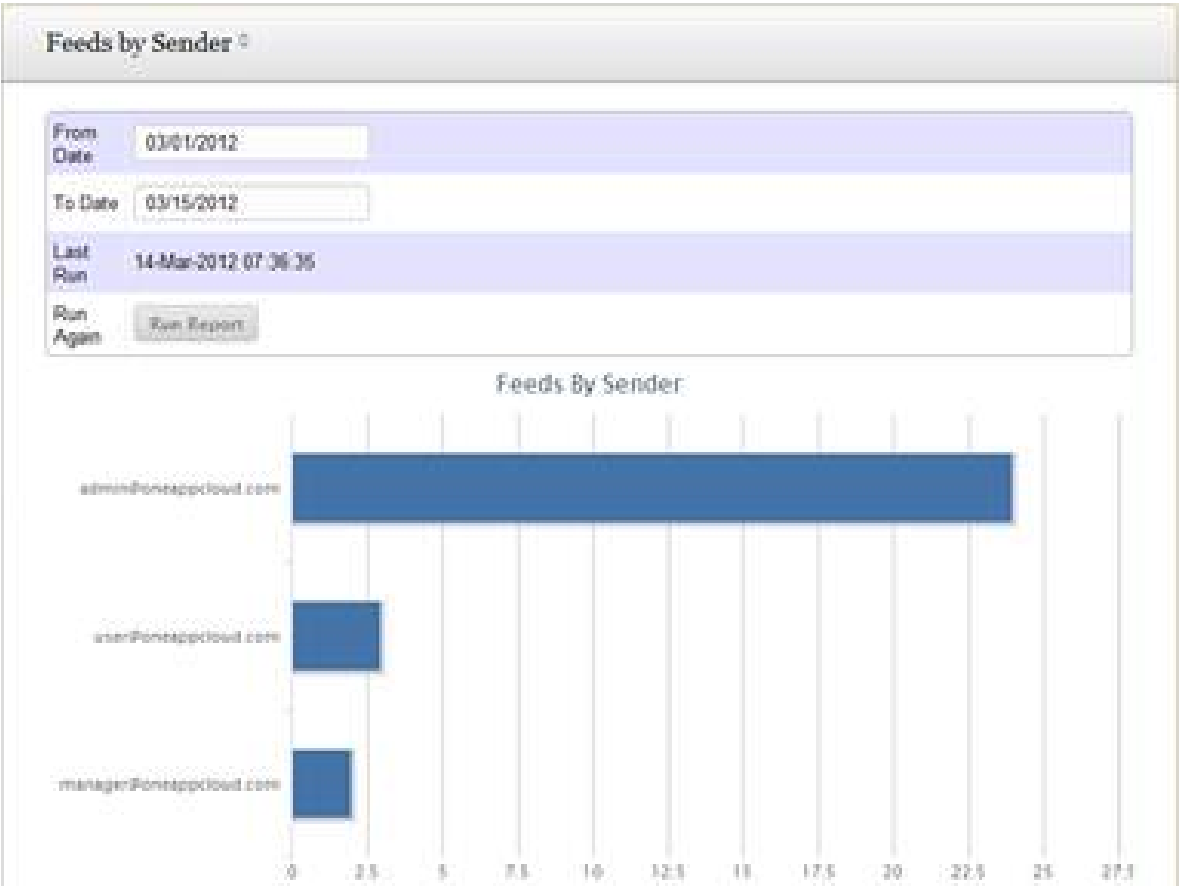 Feeds by Sender
From Date
03/01/2012
To Date
03/15/2012
Last Run
14-Mar-2012 07:36:35
Run Again
Run Report
Feeds By Sender
admin@oneappcloud.com
user@oneappcloud.com
manager@oneappcloud.com
0 2.5 5 7.5 10 12.5 15 17.5 20 22.5 25 27.5